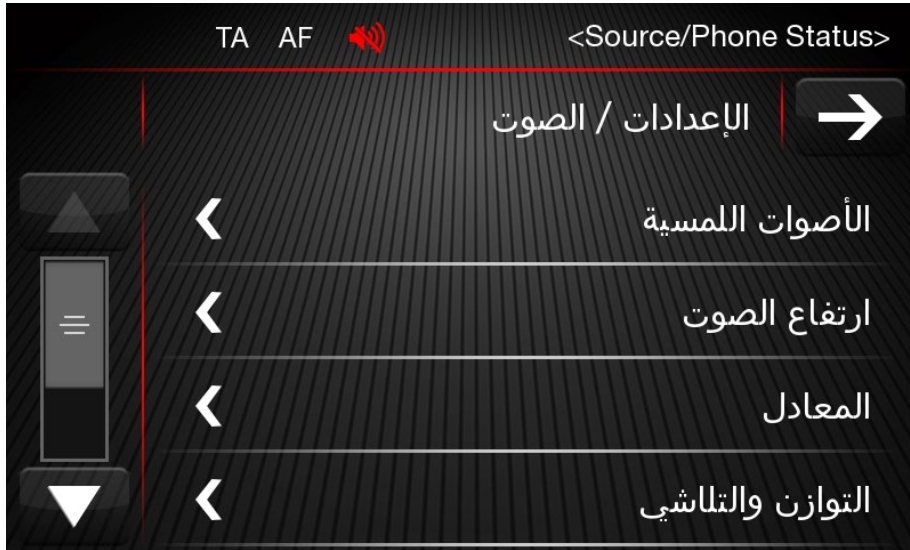 TA AF <Source/Phone Status>
الإعدادات / الصوت
الأصوات اللمسية
ارتفاع الصوت
المعادل
التوازن والتلاشي